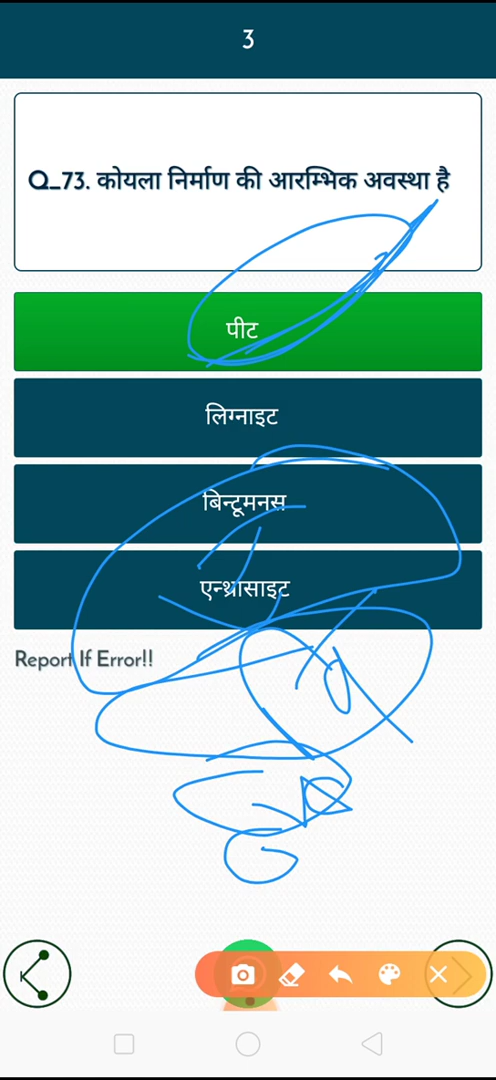 3
Q_73. कोयला निर्माण की आरम्भिक अवस्था है
पीट
लिग्नाइट
बिन्टूमनस
एन्थ्रासाइट
Report If Error!!